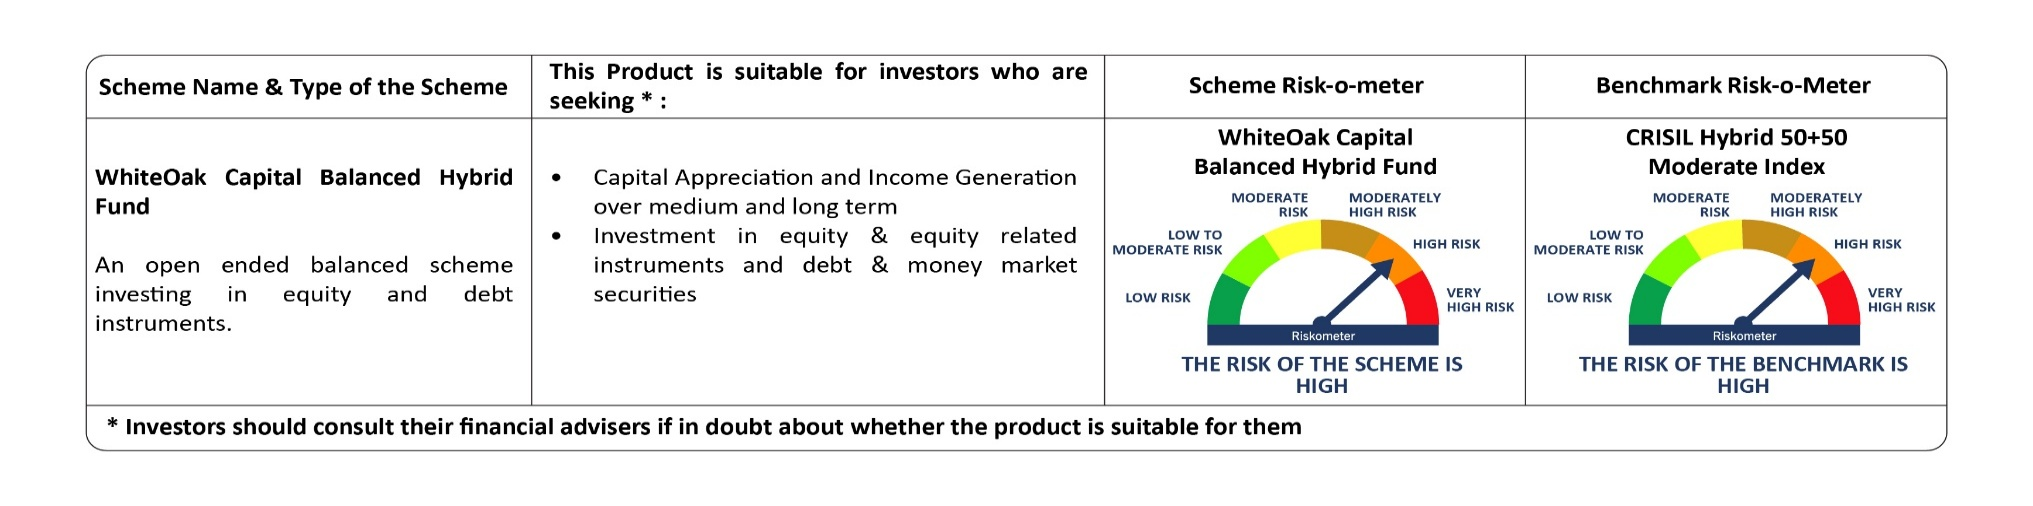 Scheme Name & Type of the Scheme
This Product is suitable for investors who are
seeking * :
Scheme Risk-o-meter
Benchmark Risk-o-Meter
WhiteOak Capital Balanced Hybrid
Fund
An open ended balanced scheme
investing in equity and debt
instruments.
• Capital Appreciation and Income Generation
over medium and long term
• Investment in equity & equity related
instruments and debt & money market
securities
WhiteOak Capital
Balanced Hybrid Fund
LOW RISK
LOW TO
MODERATE RISK
MODERATE
RISK
MODERATELY
HIGH RISK
HIGH RISK
VERY
HIGH RISK
Riskometer
THE RISK OF THE SCHEME IS
HIGH
CRISIL Hybrid 50+50
Moderate Index
LOW RISK
LOW TO
MODERATE RISK
MODERATE
RISK
MODERATELY
HIGH RISK
HIGH RISK
VERY
HIGH RISK
Riskometer
THE RISK OF THE BENCHMARK IS
HIGH
* Investors should consult their financial advisers if in doubt about whether the product is suitable for them